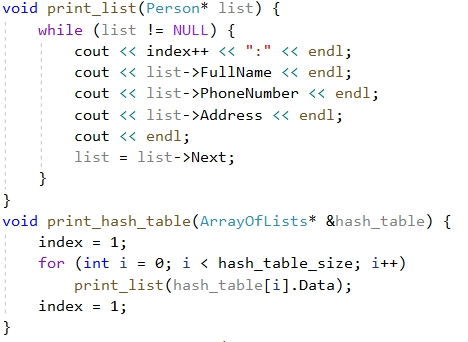 void print_list(Person* list) {
    while (list != NULL) {
        cout << index++ << ":" << endl;
        cout << list->FullName << endl;
        cout << list->PhoneNumber << endl;
        cout << list->Address << endl;
        cout << endl;
        list = list->Next;
    }
}
void print_hash_table(ArrayOfLists* &hash_table) {
    index = 1;
    for (int i = 0; i < hash_table_size; i++)
        print_list(hash_table[i].Data);
    index = 1;
}